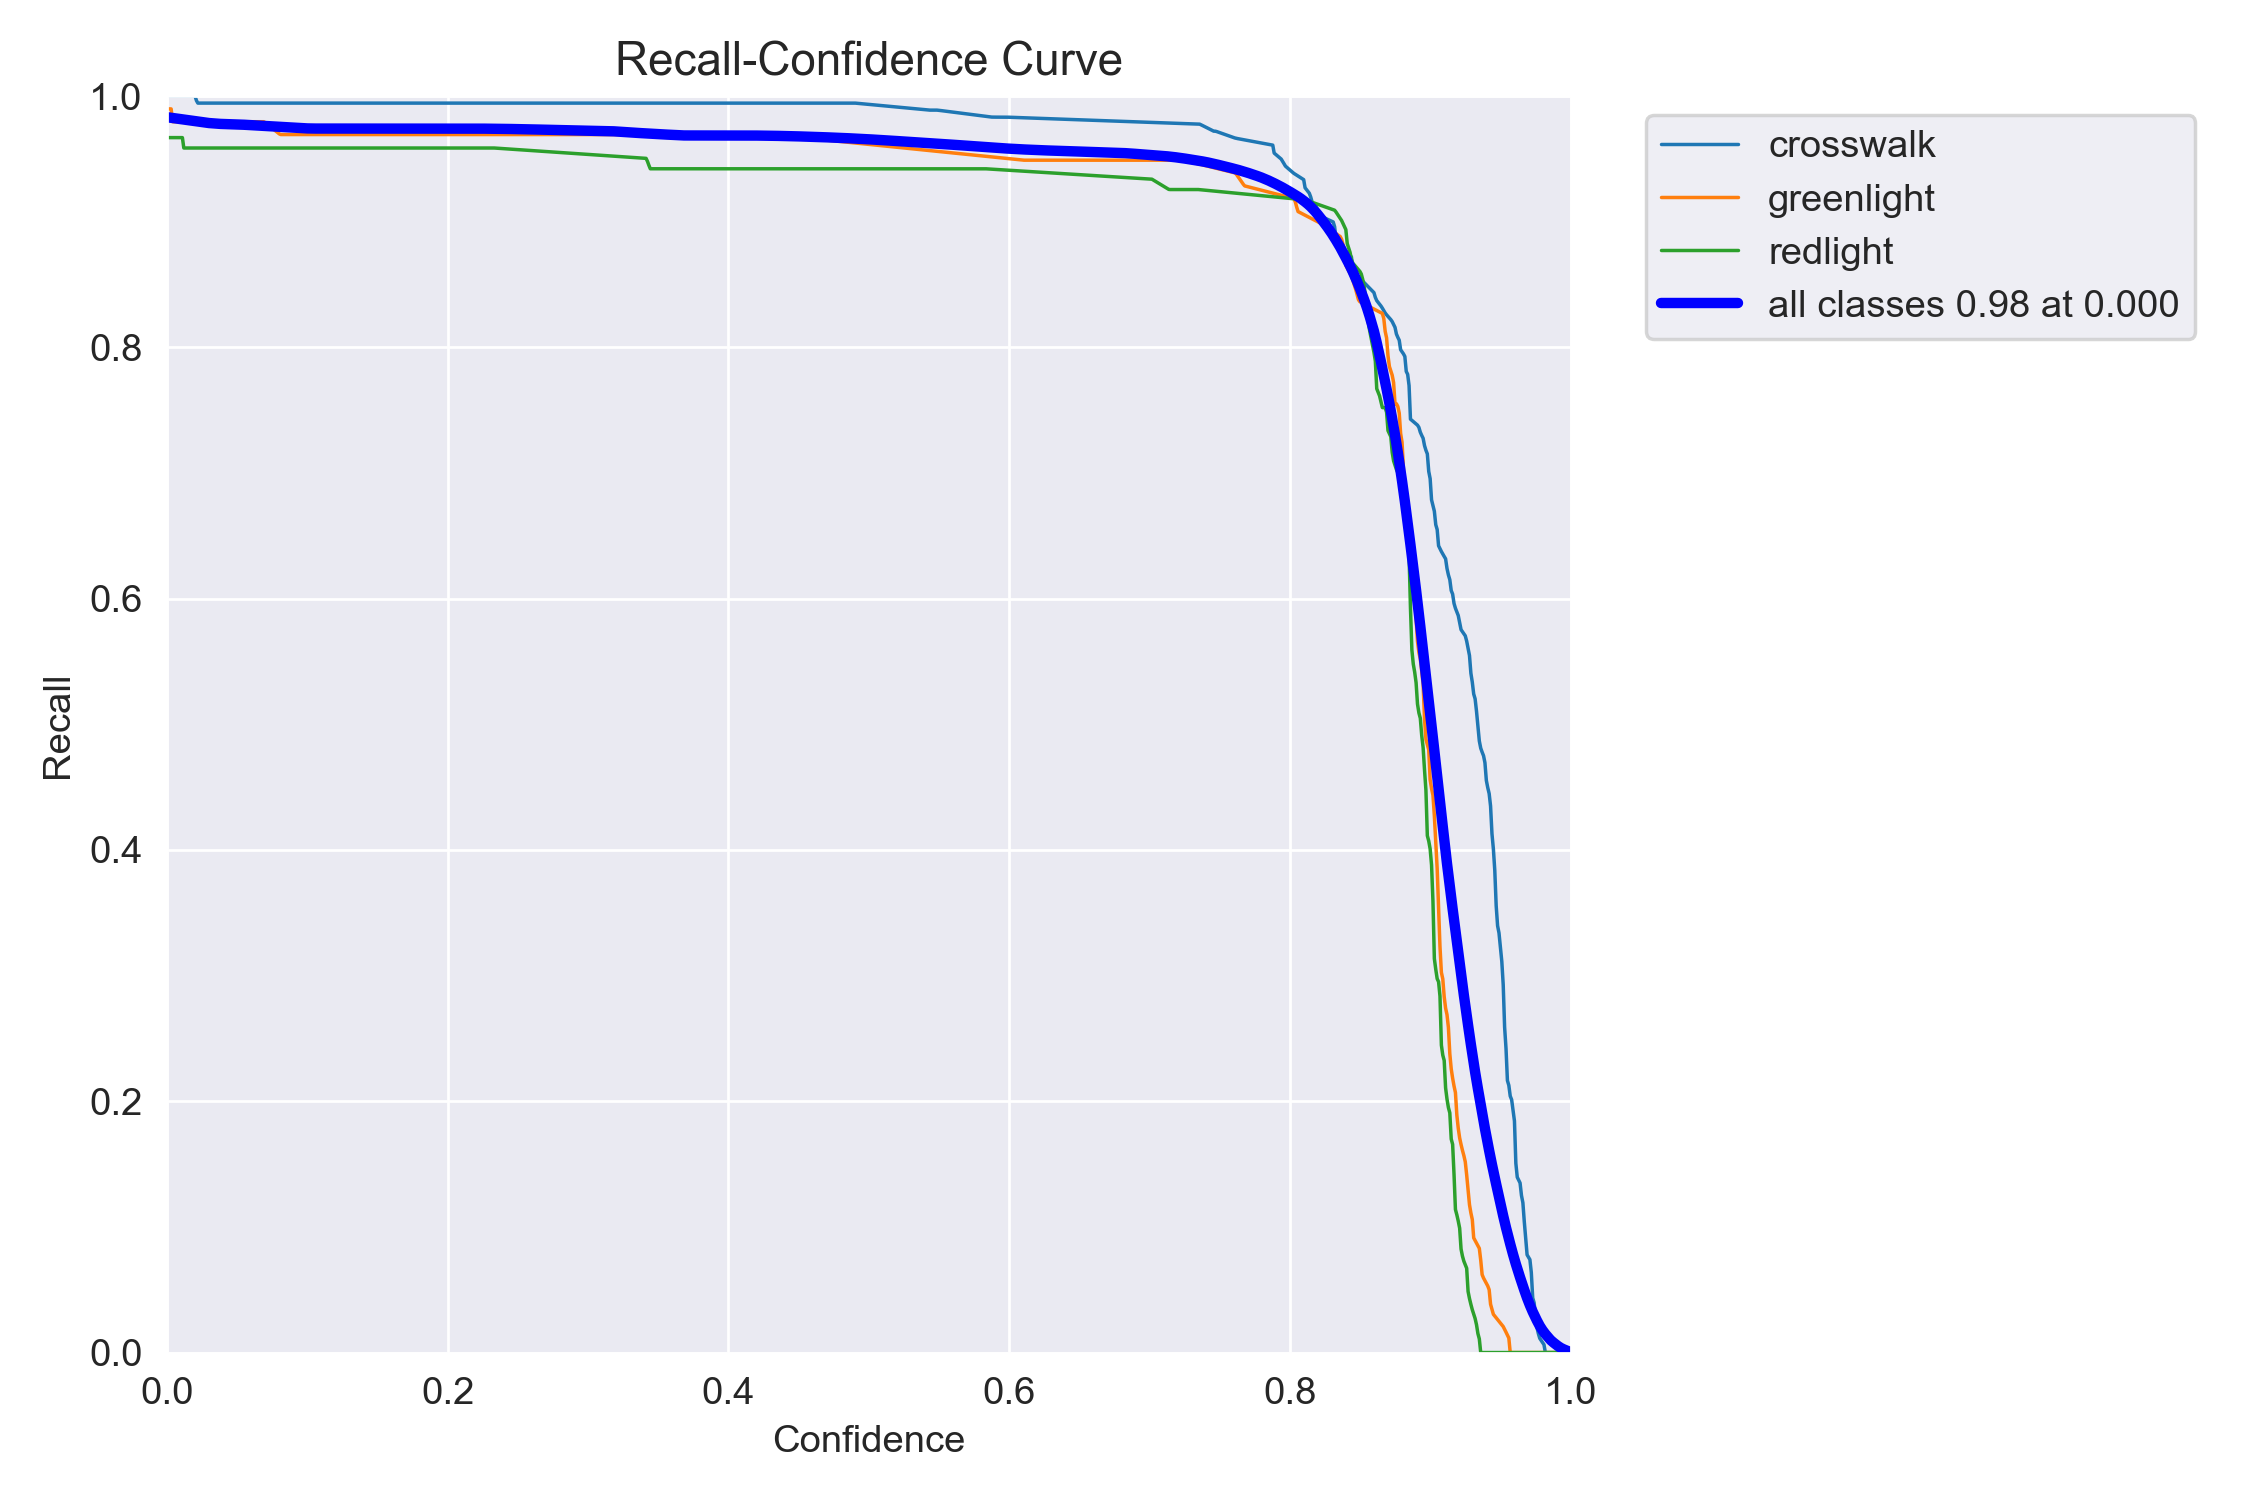 Recall-Confidence Curve
1.0
0.8
0.6
0.4
0.2
0.0
Recall
0.0 0.2 0.4 0.6 0.8 1.0
Confidence
crosswalk
greenlight
redlight
all classes 0.98 at 0.000